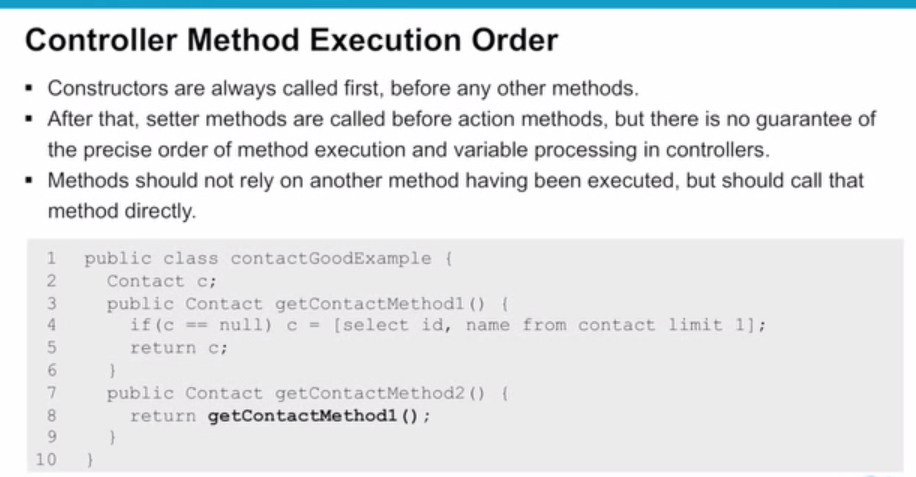 Controller Method Execution Order
▪ Constructors are always called first, before any other methods.
▪ After that, setter methods are called before action methods, but there is no guarantee of
the precise order of method execution and variable processing in controllers.
▪ Methods should not rely on another method having been executed, but should call that
method directly.
1 public class contactGoodExample {
2 Contact c;
3 public Contact getContactMethod1() {
4 if(c == null) c = [select id, name from contact limit 1];
5 return c;
6 }
7 public Contact getContactMethod2() {
8 return getContactMethod1();
9 }
10 }